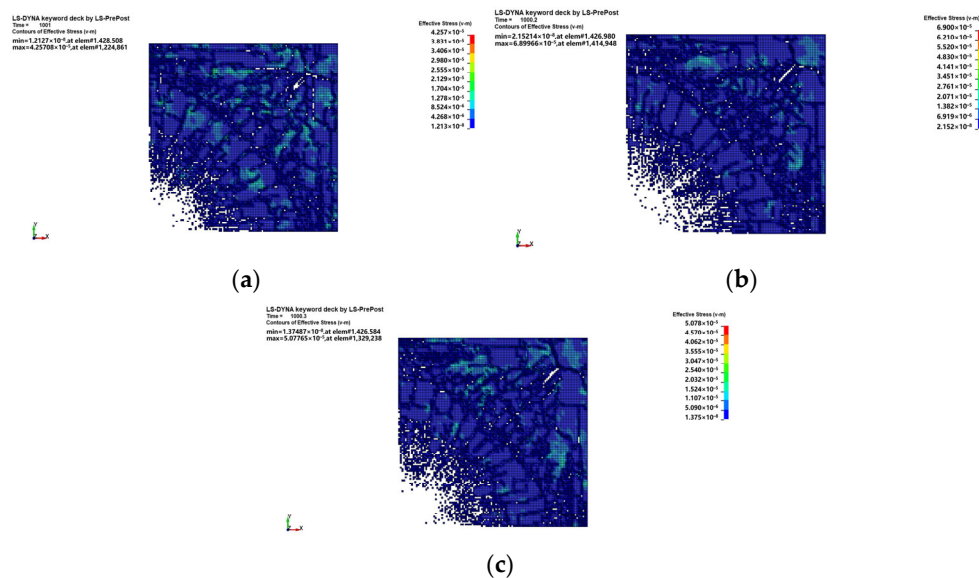 LS-DYNA keyword deck by LS-PrePost
Time = 1001
Contours of Effective Stress (v-m)
min=1.2127×10⁻⁸,at elem#1.428.508
max=4.25708×10⁻⁵,at elem#1,224,861
Effective Stress (v-m)
4.257×10⁻⁵
3.831×10⁻⁵
3.406×10⁻⁵
2.980×10⁻⁵
2.555×10⁻⁵
2.129×10⁻⁵
1.704×10⁻⁵
1.278×10⁻⁵
8.524×10⁻⁶
4.268×10⁻⁶
1.213×10⁻⁸
Y
Z
X
(a)
LS-DYNA keyword deck by LS-PrePost
Time = 1000.2
Contours of Effective Stress (v-m)
min=2.15214×10⁻⁸,at elem#1.426,980
max=6.89966×10⁻⁵,at elem#1,414,948
Effective Stress (v-m)
6.900×10⁻⁵
6.210×10⁻⁵
5.520×10⁻⁵
4.830×10⁻⁵
4.141×10⁻⁵
3.451×10⁻⁵
2.761×10⁻⁵
2.071×10⁻⁵
1.382×10⁻⁵
6.919×10⁻⁶
2.152×10⁻⁸
Y
Z
X
(b)
LS-DYNA keyword deck by LS-PrePost
Time = 1000.3
Contours of Effective Stress (v-m)
min=1.37487×10⁻⁸,at elem#1.426.584
max=5.07765×10⁻⁵,at elem#1,329,238
Effective Stress (v-m)
5.078×10⁻⁵
4.570×10⁻⁵
4.062×10⁻⁵
3.555×10⁻⁵
3.047×10⁻⁵
2.540×10⁻⁵
2.032×10⁻⁵
1.524×10⁻⁵
1.107×10⁻⁵
5.090×10⁻⁶
1.375×10⁻⁸
Y
Z
X
(c)